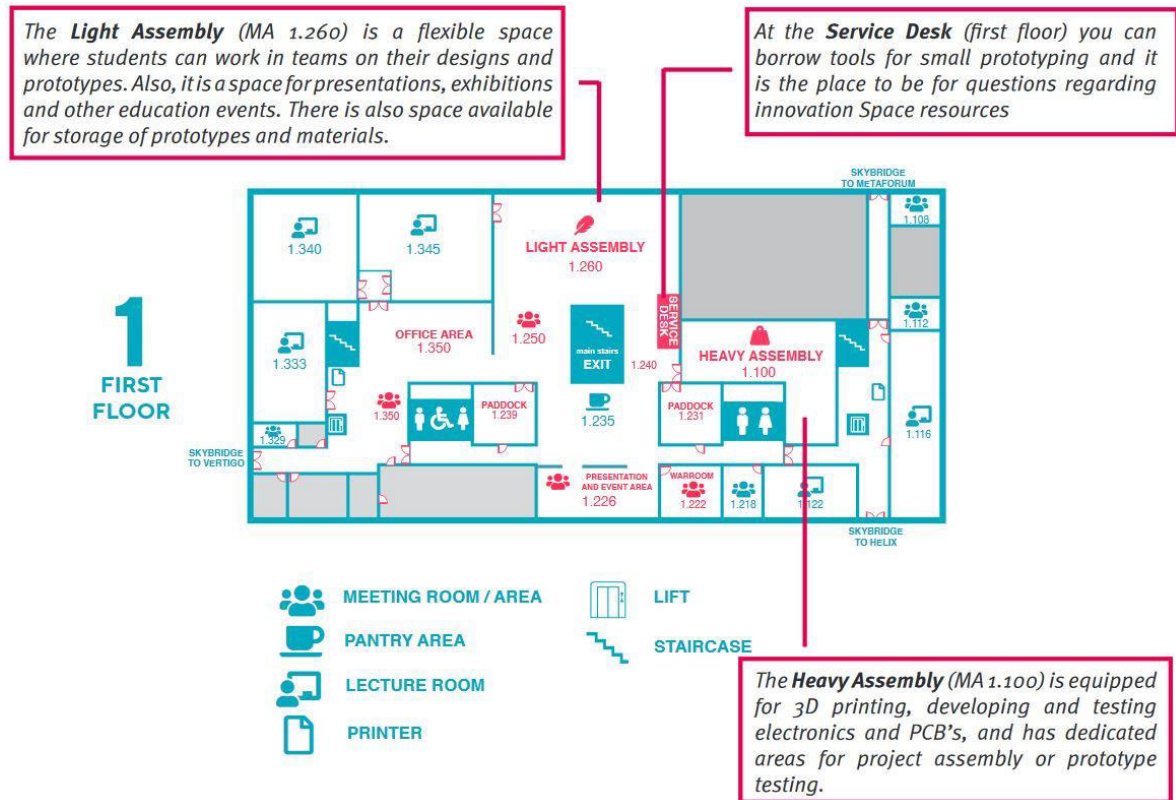 The Light Assembly (MA 1.260) is a flexible space
where students can work in teams on their designs and
prototypes. Also, it is a space for presentations, exhibitions
and other education events. There is also space available
for storage of prototypes and materials.
At the Service Desk (first floor) you can
borrow tools for small prototyping and it
is the place to be for questions regarding
innovation Space resources
SKYBRIDGE
TO METAFORUM
1.108
1.340
1.345
LIGHT ASSEMBLY
1.260
1
FIRST
FLOOR
SERVICE
DESK
1.112
OFFICE AREA
1.350
1.250
main stairs
EXIT
1.240
HEAVY ASSEMBLY
1.100
1.333
1.350
PADDOCK
1.239
1.235
PADDOCK
1.231
1.116
1.329
SKYBRIDGE
TO VERTIGO
PRESENTATION
AND EVENT AREA
1.226
WARROOM
1.222
1.218
1.122
SKYBRIDGE
TO HELIX
MEETING ROOM / AREA
PANTRY AREA
LECTURE ROOM
PRINTER
LIFT
STAIRCASE
The Heavy Assembly (MA 1.100) is equipped
for 3D printing, developing and testing
electronics and PCB's, and has dedicated
areas for project assembly or prototype
testing.